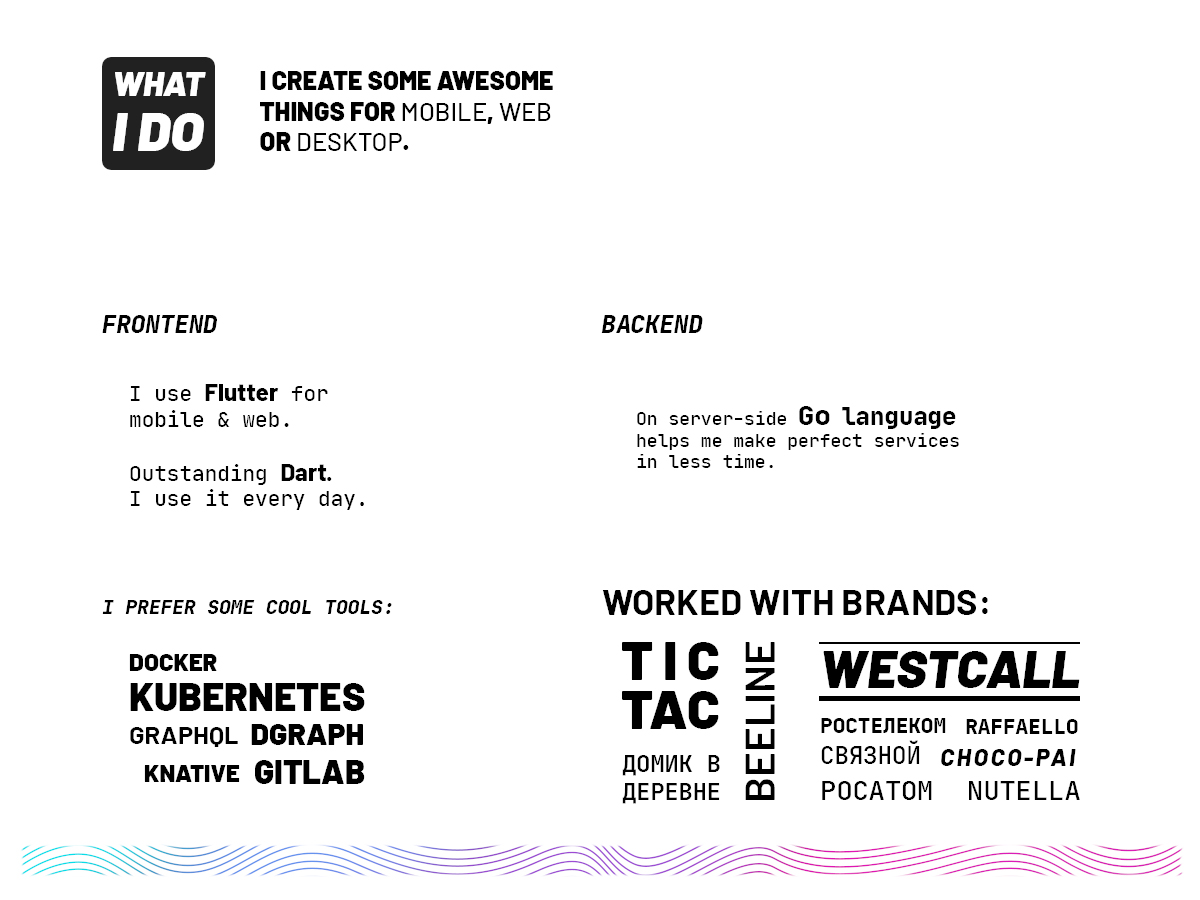 WHAT
I DO
I CREATE SOME AWESOME
THINGS FOR MOBILE, WEB
OR DESKTOP.
FRONTEND
I use Flutter for
mobile & web.
Outstanding Dart.
I use it every day.
BACKEND
On server-side Go language
helps me make perfect services
in less time.
I PREFER SOME COOL TOOLS:
DOCKER
KUBERNETES
GRAPHQL DGRAPH
KNATIVE GITLAB
WORKED WITH BRANDS:
TIC
TAC
ДОМИК В
ДЕРЕВНЕ
BEELINE
WESTCALL
РОСТЕЛЕКОМ RAFFAELLO
СВЯЗНОЙ CHOCO-PAI
РОСАТОМ NUTELLA